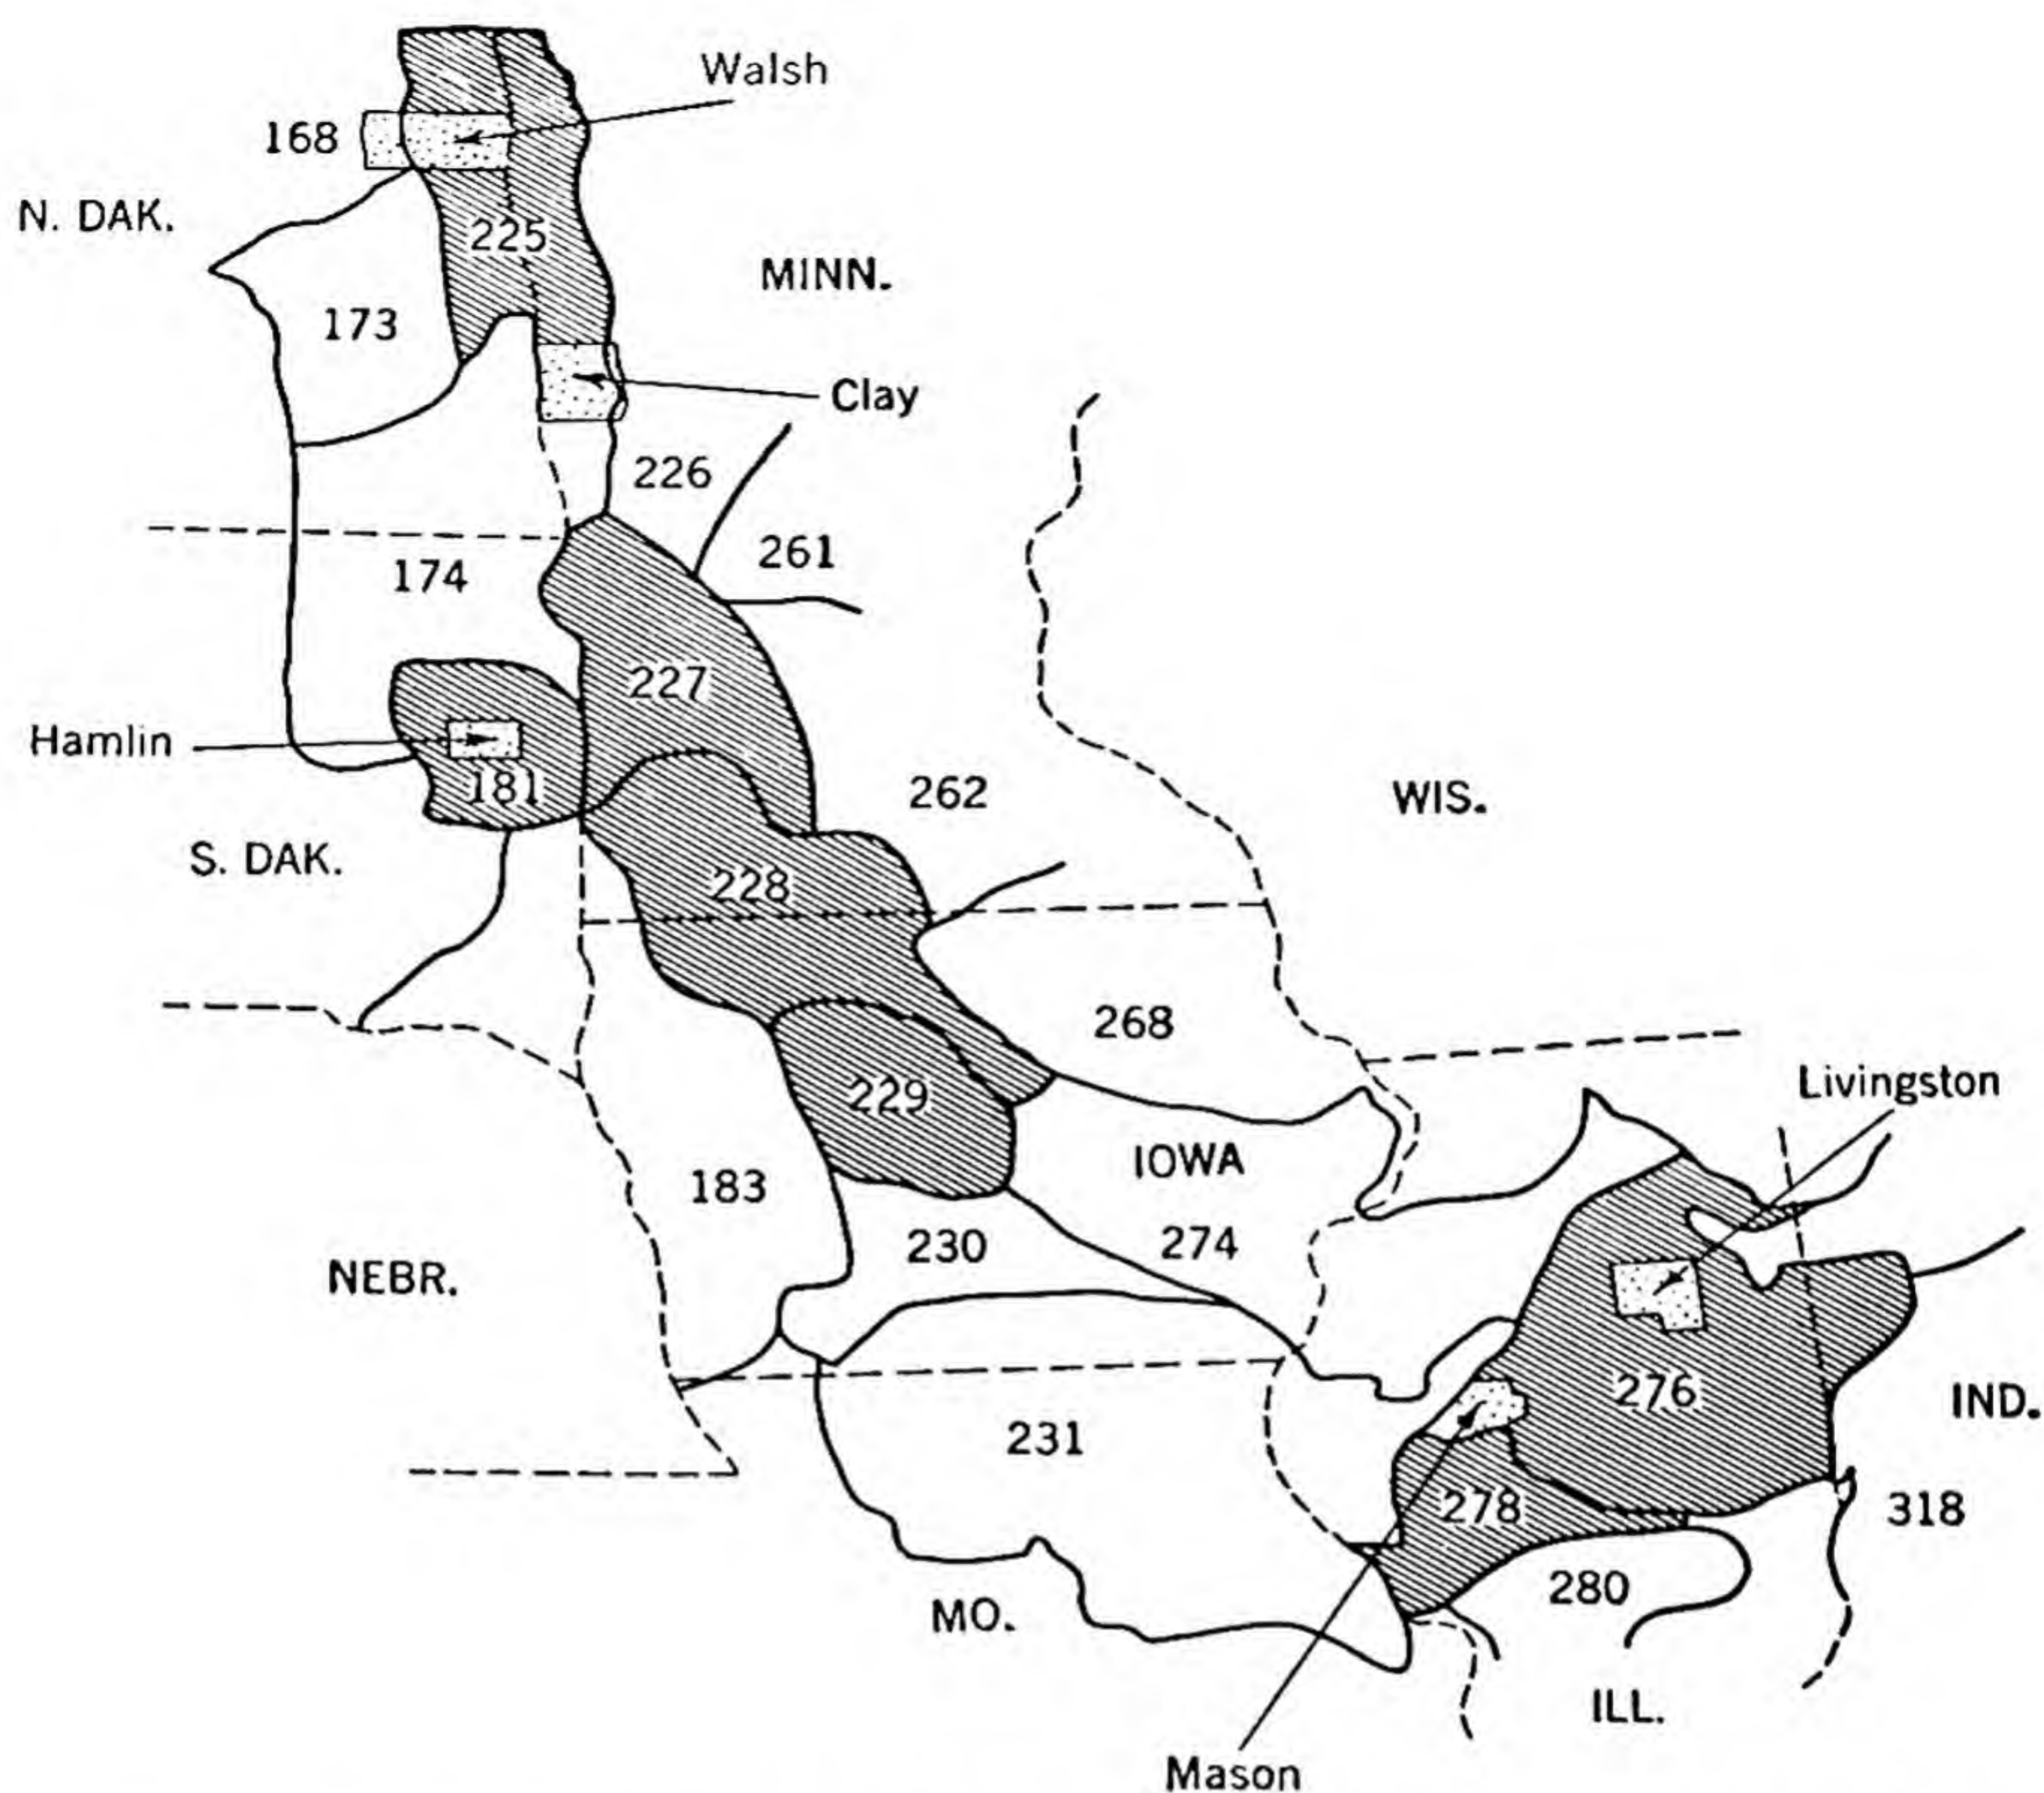 Walsh
168
N. DAK.
225
MINN.
173
Clay
226
261
174
227
Hamlin
181
262
WIS.
S. DAK.
228
268
Livingston
229
IOWA
183
230
274
NEBR.
276
IND.
231
278
318
280
MO.
ILL.
Mason